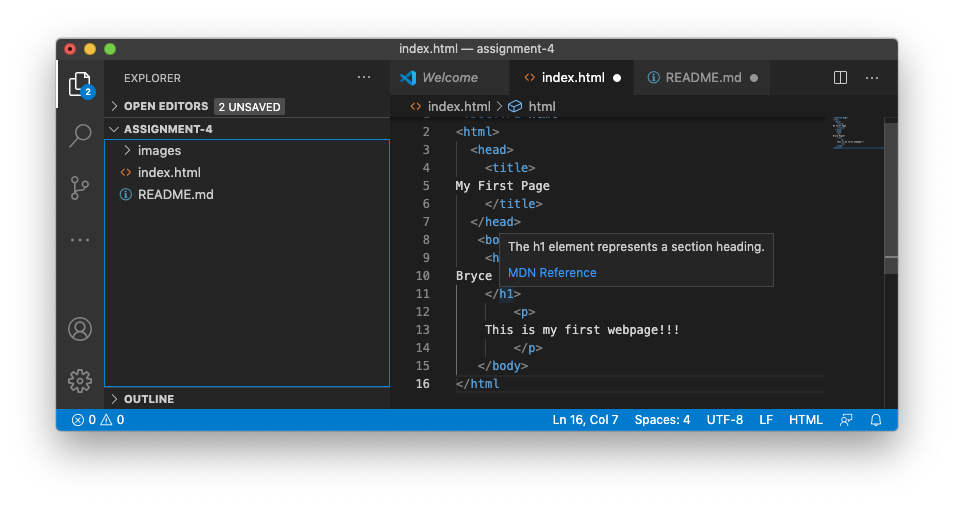 index.html — assignment-4
EXPLORER
Welcome
index.html
README.md
2
OPEN EDITORS 2 UNSAVED
index.html > html
ASSIGNMENT-4
images
index.html
README.md
2 <html>
3 <head>
4 <title>
5 My First Page
6 </title>
7 </head>
8 <bo
The h1 element represents a section heading.
9 <h
MDN Reference
10 Bryce
11 </h1>
12 <p>
13 This is my first webpage!!!
14 </p>
15 </body>
16 </html
OUTLINE
0 0
Ln 16, Col 7 Spaces: 4 UTF-8 LF HTML